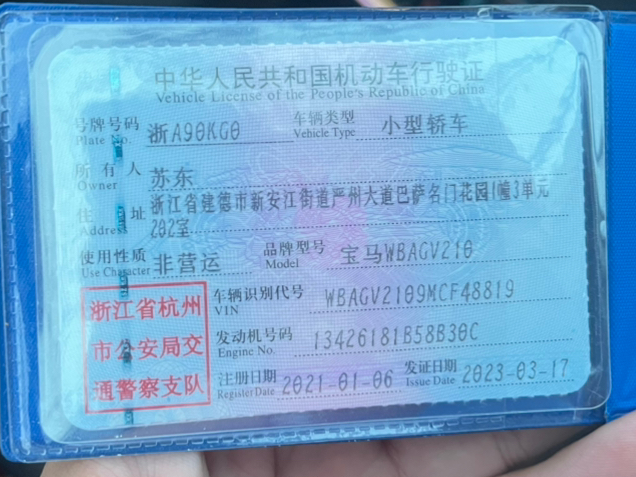 中华人民共和国机动车行驶证
Vehicle License of the People's Republic of China
号牌号码 浙A90KG0 车辆类型 小型轿车
Plate No. Vehicle Type
所有人 苏东
Owner
住址 浙江省建德市新安江街道严州大道巴萨名门花园1幢3单元
Address 202室
使用性质 非营运 品牌型号 宝马WBAGV210
Use Character Model
浙江省杭州
市公安局交
通警察支队
车辆识别代号 WBAGV2109MCF48819
VIN
发动机号码 13426181B58B30C
Engine No.
注册日期 2021-01-06 发证日期 2023-03-17
Register Date Issue Date